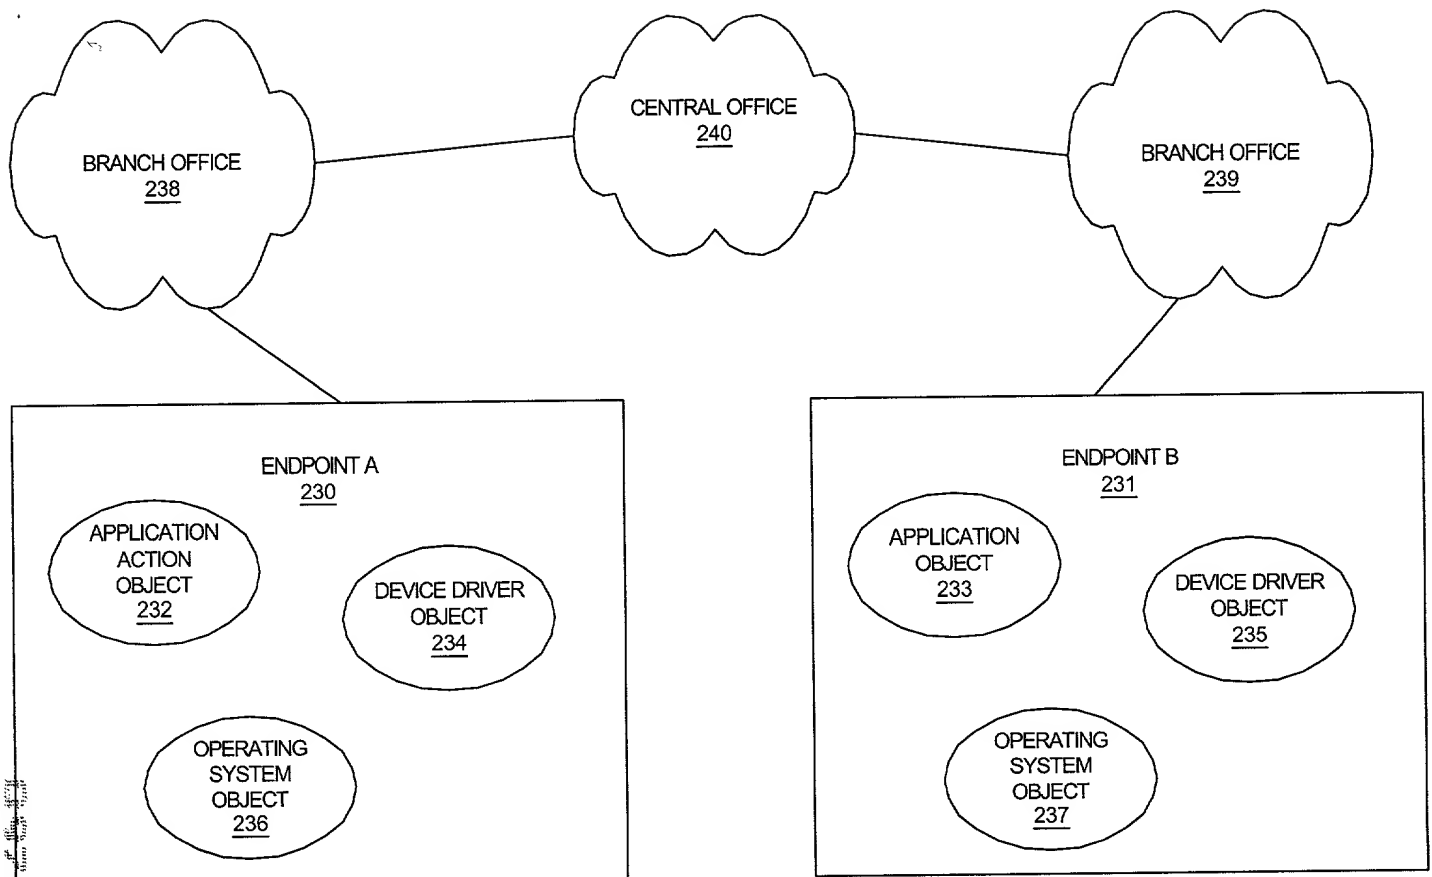 CENTRAL OFFICE
240
BRANCH OFFICE
238
BRANCH OFFICE
239
ENDPOINT A
230
APPLICATION
ACTION
OBJECT
232
DEVICE DRIVER
OBJECT
234
OPERATING
SYSTEM
OBJECT
236
ENDPOINT B
231
APPLICATION
OBJECT
233
DEVICE DRIVER
OBJECT
235
OPERATING
SYSTEM
OBJECT
237